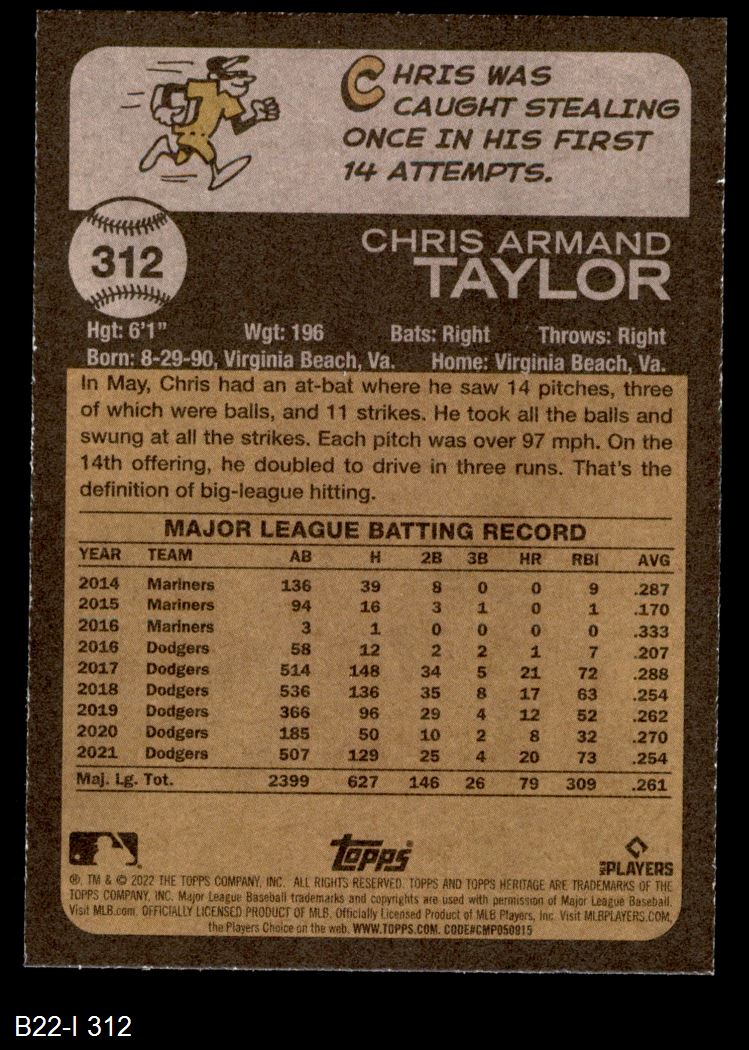 CHRIS WAS
CAUGHT STEALING
ONCE IN HIS FIRST
14 ATTEMPTS.
312
CHRIS ARMAND
TAYLOR
Hgt: 6'1" Wgt: 196 Bats: Right Throws: Right
Born: 8-29-90, Virginia Beach, Va. Home: Virginia Beach, Va.
In May, Chris had an at-bat where he saw 14 pitches, three
of which were balls, and 11 strikes. He took all the balls and
swung at all the strikes. Each pitch was over 97 mph. On the
14th offering, he doubled to drive in three runs. That's the
definition of big-league hitting.
MAJOR LEAGUE BATTING RECORD
YEAR TEAM AB H 2B 3B HR RBI AVG
2014 Mariners 136 39 8 0 0 9 .287
2015 Mariners 94 16 3 1 0 1 .170
2016 Mariners 3 1 0 0 0 0 .333
2016 Dodgers 58 12 2 2 1 7 .207
2017 Dodgers 514 148 34 5 21 72 .288
2018 Dodgers 536 136 35 8 17 63 .254
2019 Dodgers 366 96 29 4 12 52 .262
2020 Dodgers 185 50 10 2 8 32 .270
2021 Dodgers 507 129 25 4 20 73 .254
Maj. Lg. Tot. 2399 627 146 26 79 309 .261
Topps
MLB PLAYERS
®, TM & © 2022 THE TOPPS COMPANY, INC. ALL RIGHTS RESERVED. TOPPS AND TOPPS HERITAGE ARE TRADEMARKS OF THE
TOPPS COMPANY, INC. Major League Baseball trademarks and copyrights are used with permission of Major League Baseball.
Visit MLB.com. OFFICIALLY LICENSED PRODUCT OF MLB. Officially Licensed Product of MLB Players, Inc. Visit MLBPLAYERS.COM,
the Players Choice on the web. WWW.TOPPS.COM. CODE#CMP050815
B22-I 312